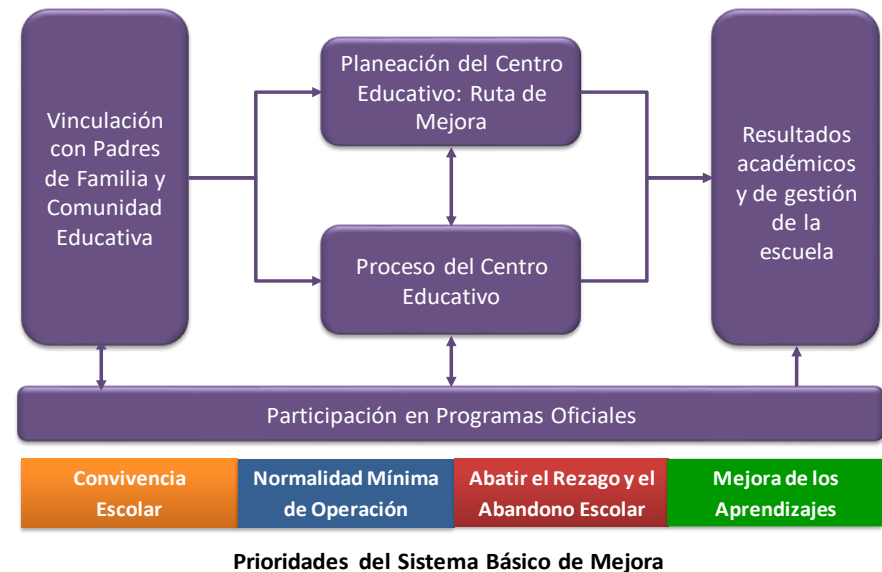 Vinculación
con Padres
de Familia y
Comunidad
Educativa
Planeación del Centro
Educativo: Ruta de
Mejora
Proceso del Centro
Educativo
Resultados
académicos
y de gestión
de la
escuela
Participación en Programas Oficiales
Convivencia
Escolar
Normalidad Mínima
de Operación
Abatir el Rezago y el
Abandono Escolar
Mejora de los
Aprendizajes
Prioridades del Sistema Básico de Mejora